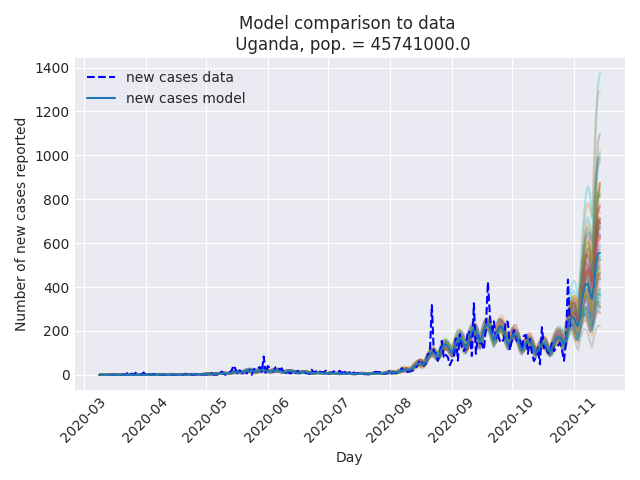 Model comparison to data
Uganda, pop. = 45741000.0
new cases data
new cases model
Number of new cases reported
1400
1200
1000
800
600
400
200
0
2020-03
2020-04
2020-05
2020-06
2020-07
2020-08
2020-09
2020-10
2020-11
Day